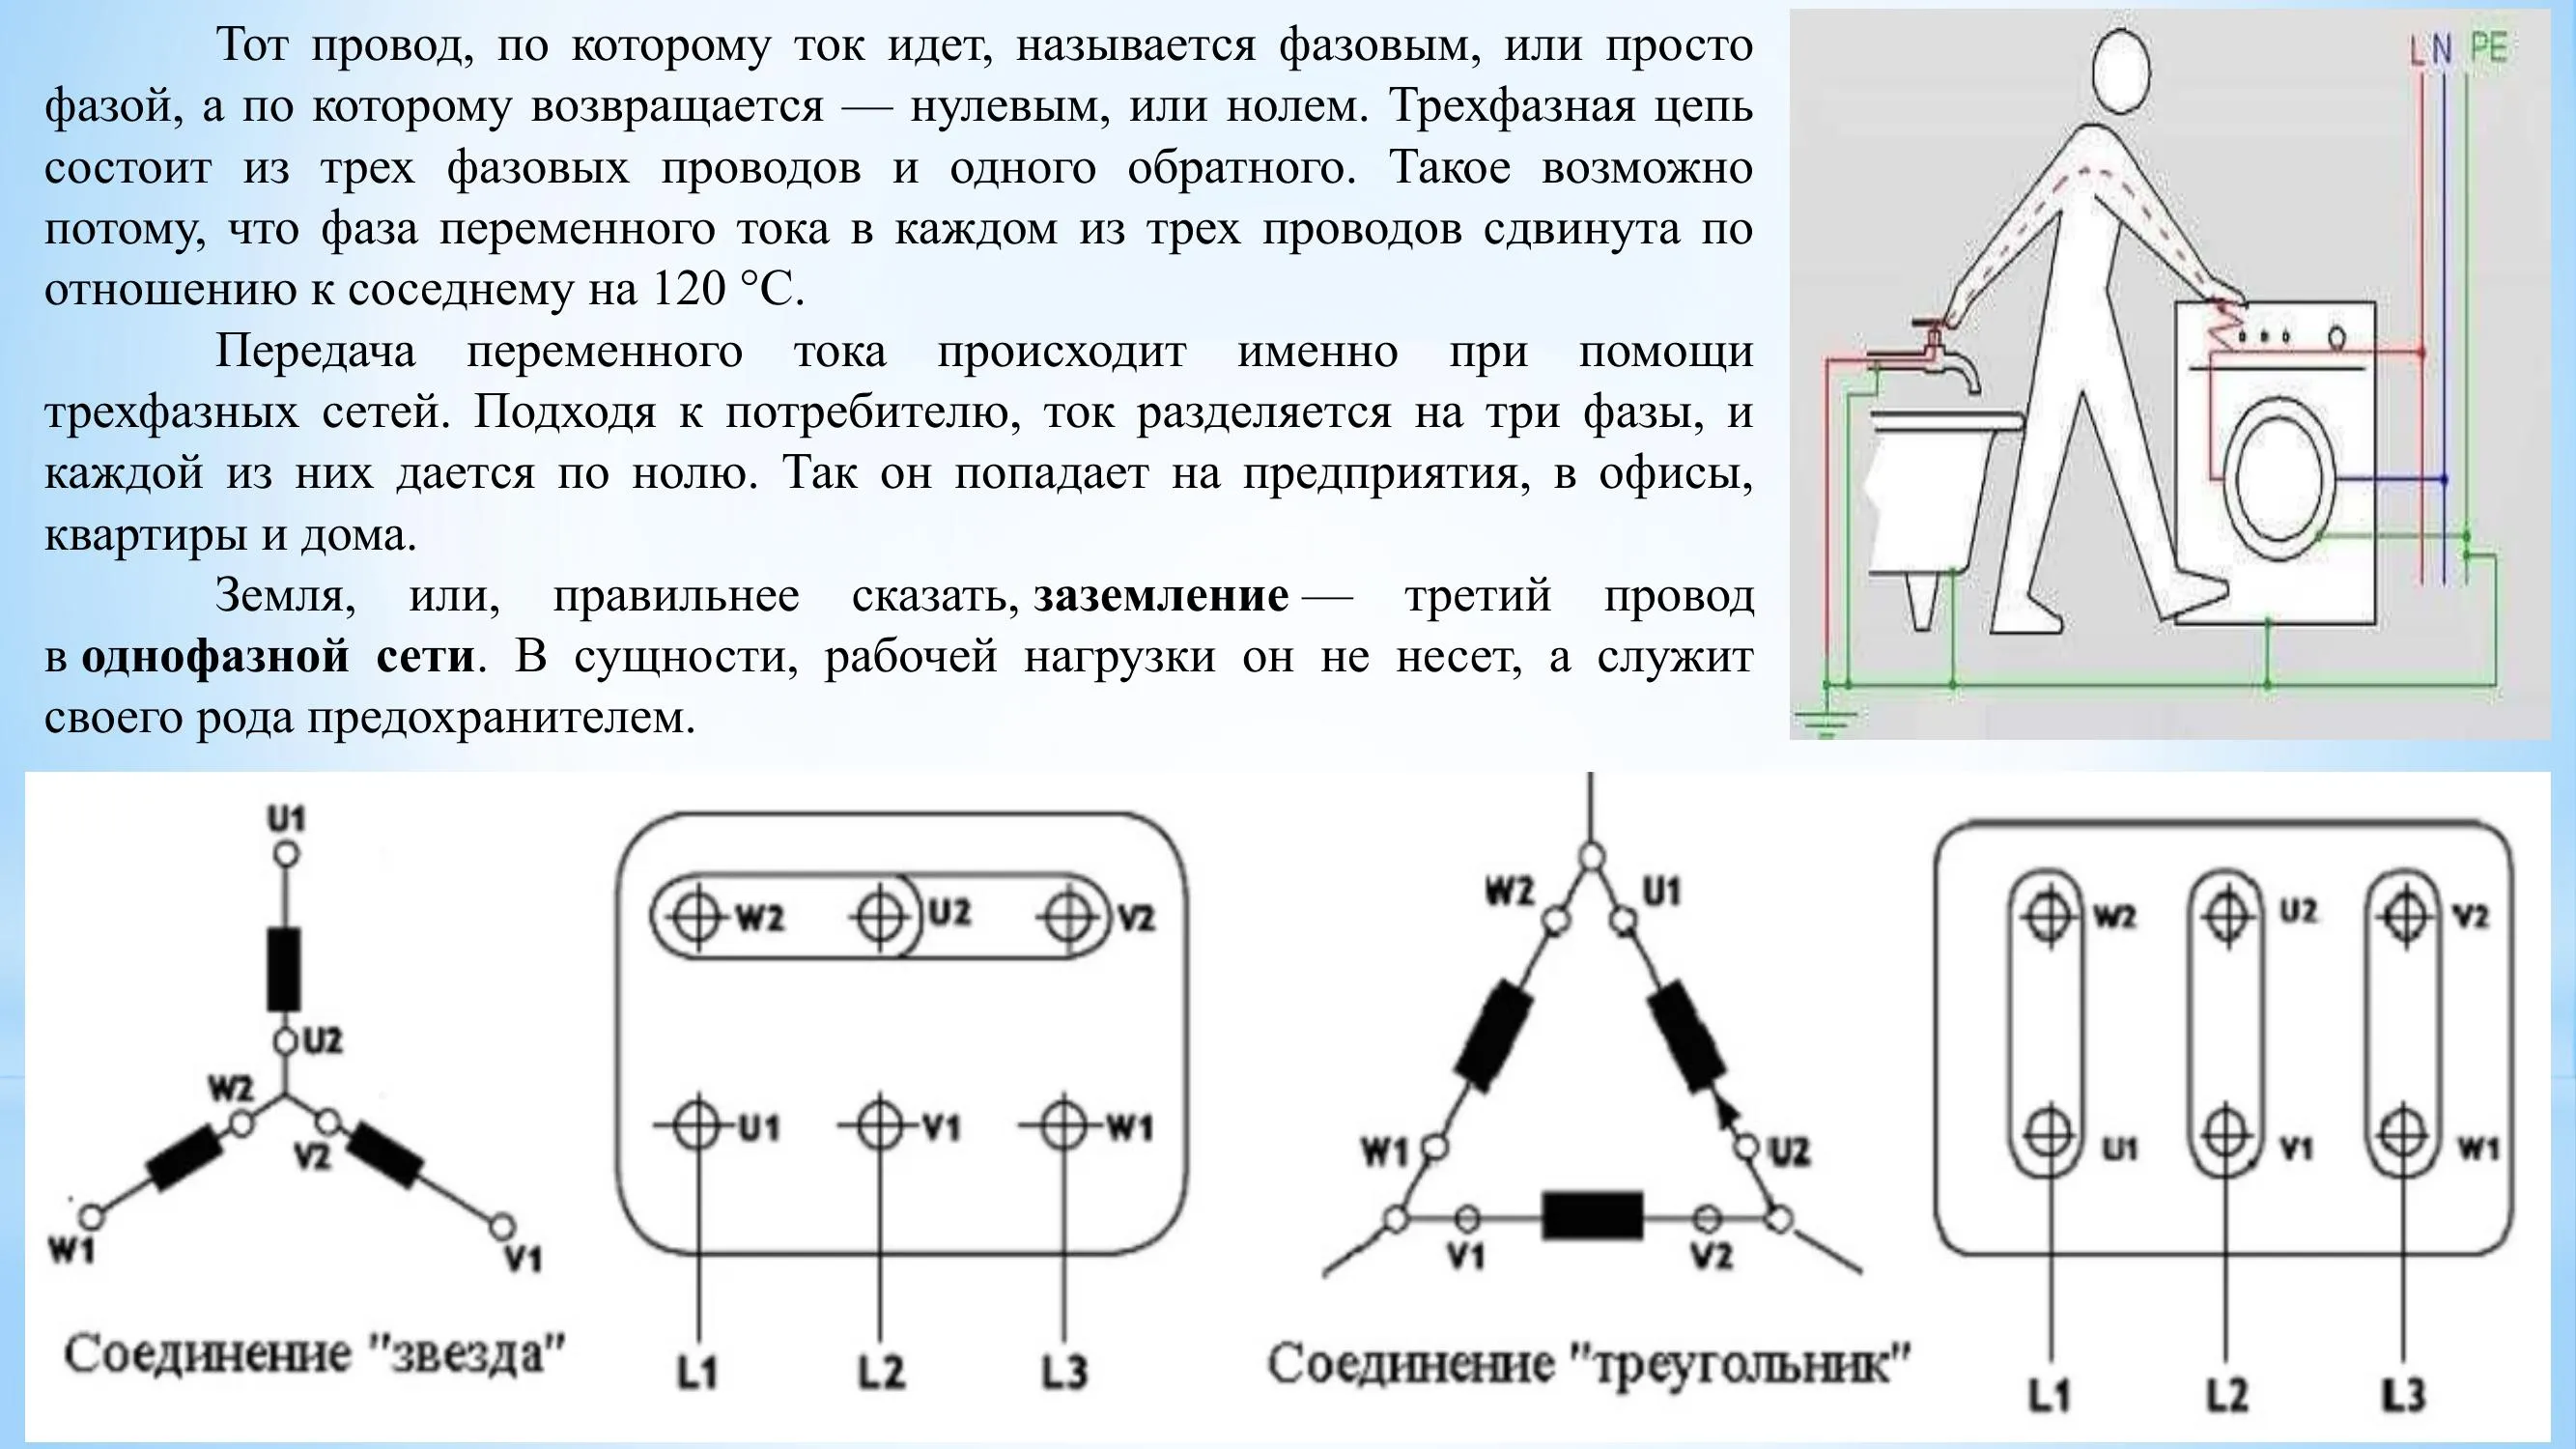 Тот провод, по которому ток идет, называется фазовым, или просто
фазой, а по которому возвращается — нулевым, или нолем. Трехфазная цепь
состоит из трех фазовых проводов и одного обратного. Такое возможно
потому, что фаза переменного тока в каждом из трех проводов сдвинута по
отношению к соседнему на 120 °С.
Передача переменного тока происходит именно при помощи
трехфазных сетей. Подходя к потребителю, ток разделяется на три фазы, и
каждой из них дается по нолю. Так он попадает на предприятия, в офисы,
квартиры и дома.
Земля, или, правильнее сказать, заземление — третий провод
в однофазной сети. В сущности, рабочей нагрузки он не несет, а служит
своего рода предохранителем.
L N PE
U1
U2
W2
V2
W1
V1
Соединение "звезда"
W2 U2 V2
U1 V1 W1
L1 L2 L3
W2 U1
W1 U2
V1 V2
Соединение "треугольник"
W2 U2 V2
U1 V1 W1
L1 L2 L3